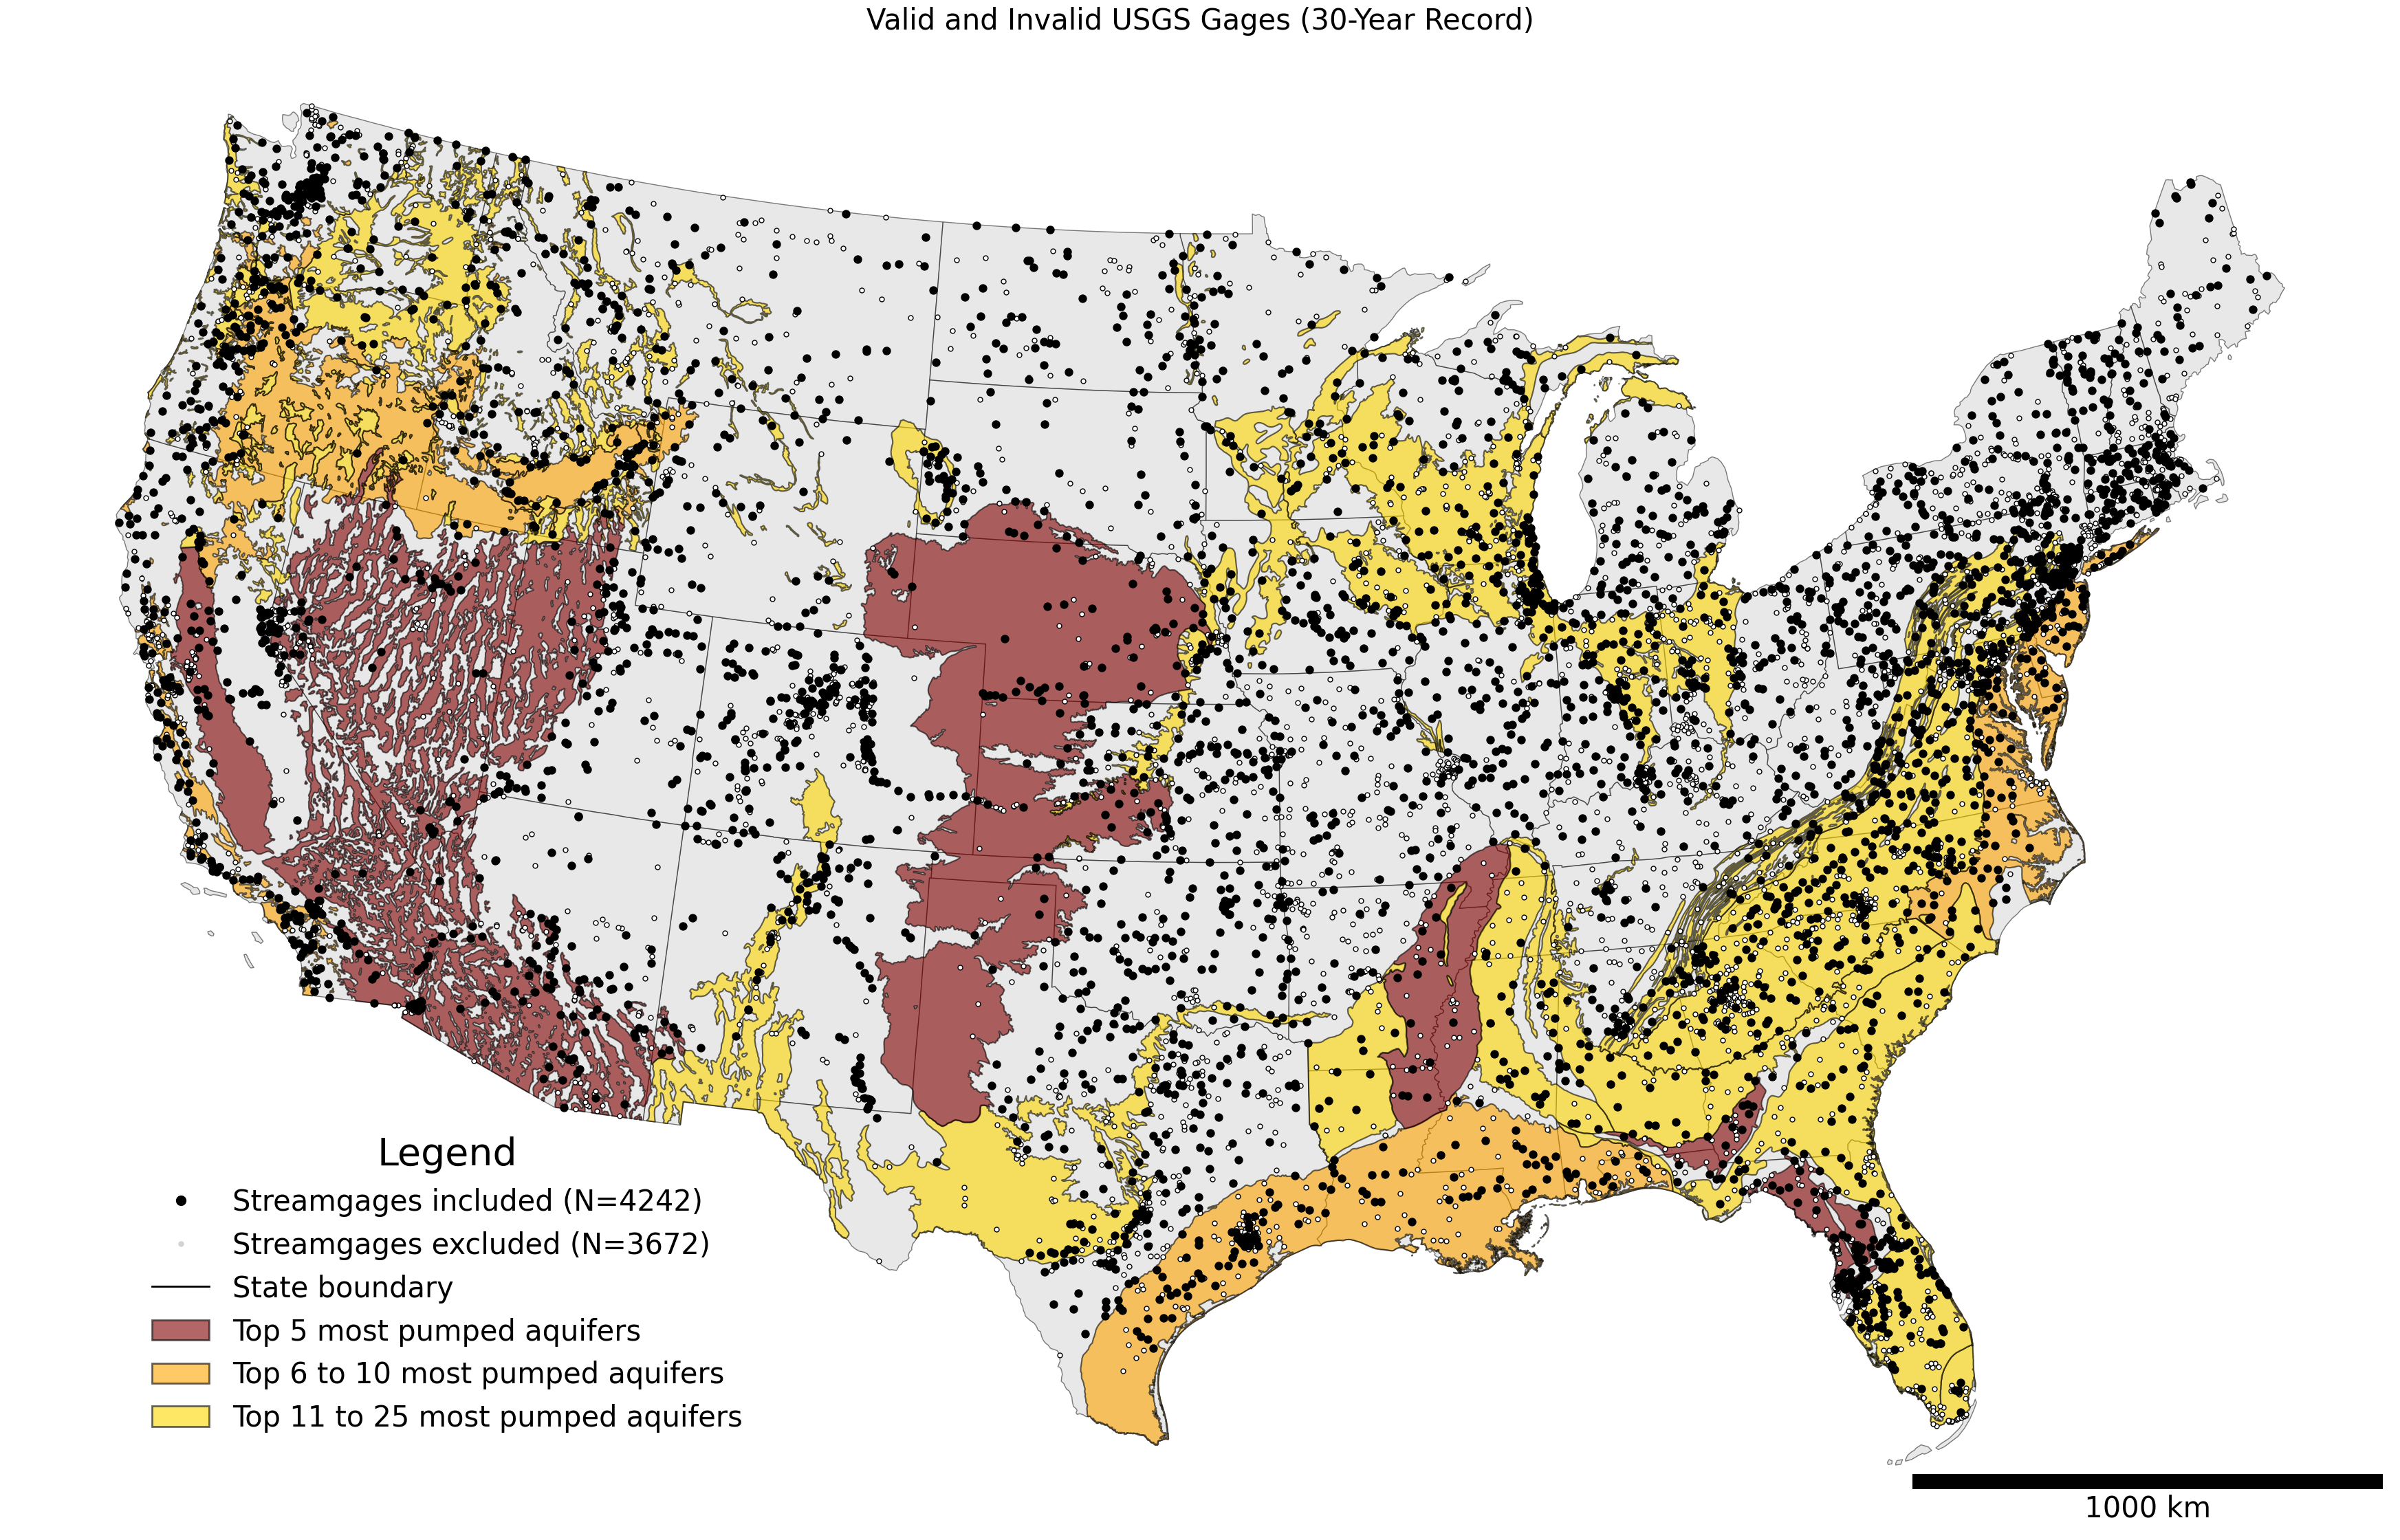 Valid and Invalid USGS Gages (30-Year Record)
Legend
Streamgages included (N=4242)
Streamgages excluded (N=3672)
State boundary
Top 5 most pumped aquifers
Top 6 to 10 most pumped aquifers
Top 11 to 25 most pumped aquifers
1000 km